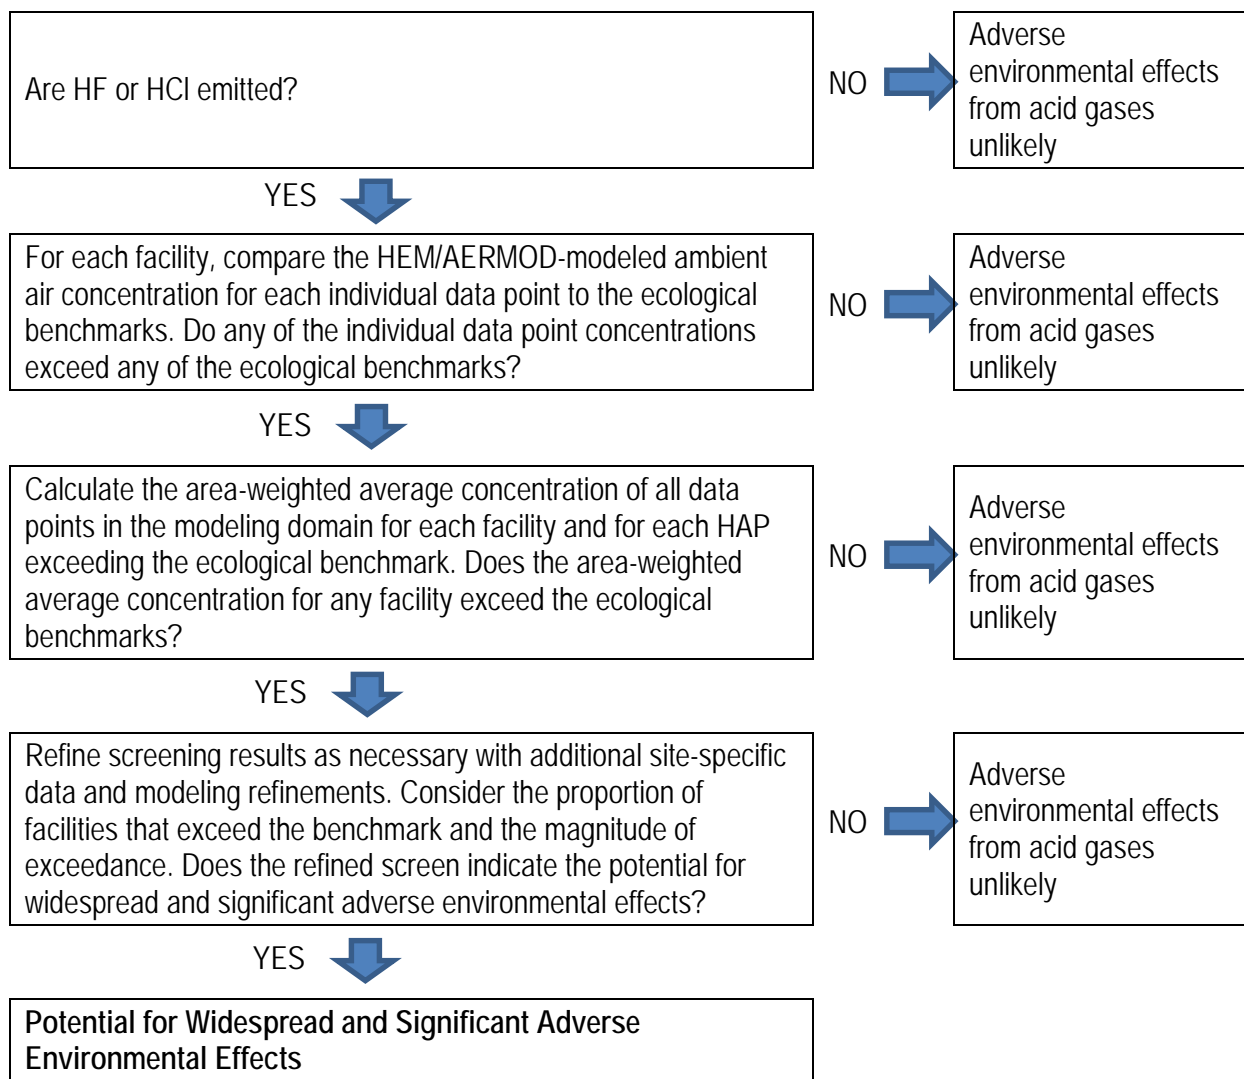 Are HF or HCl emitted?
NO
Adverse
environmental effects
from acid gases
unlikely
YES
For each facility, compare the HEM/AERMOD-modeled ambient
air concentration for each individual data point to the ecological
benchmarks. Do any of the individual data point concentrations
exceed any of the ecological benchmarks?
NO
Adverse
environmental effects
from acid gases
unlikely
YES
Calculate the area-weighted average concentration of all data
points in the modeling domain for each facility and for each HAP
exceeding the ecological benchmark. Does the area-weighted
average concentration for any facility exceed the ecological
benchmarks?
NO
Adverse
environmental effects
from acid gases
unlikely
YES
Refine screening results as necessary with additional site-specific
data and modeling refinements. Consider the proportion of
facilities that exceed the benchmark and the magnitude of
exceedance. Does the refined screen indicate the potential for
widespread and significant adverse environmental effects?
NO
Adverse
environmental effects
from acid gases
unlikely
YES
Potential for Widespread and Significant Adverse
Environmental Effects